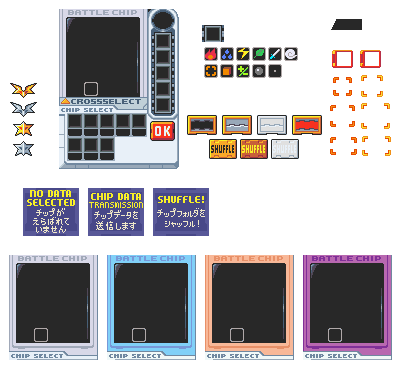 BATTLE CHIP
CROSSSELECT
CHIP SELECT
OK
SHUFFLE
SHUFFLE
NO DATA
SELECTED
チップが
えらばれて
いません
CHIP DATA
TRANSMISSION
チップデータを
送信します
SHUFFLE!
チップフォルダを
シャッフル!
BATTLE CHIP
CHIP SELECT
BATTLE CHIP
CHIP SELECT
BATTLE CHIP
CHIP SELECT
BATTLE CHIP
CHIP SELECT